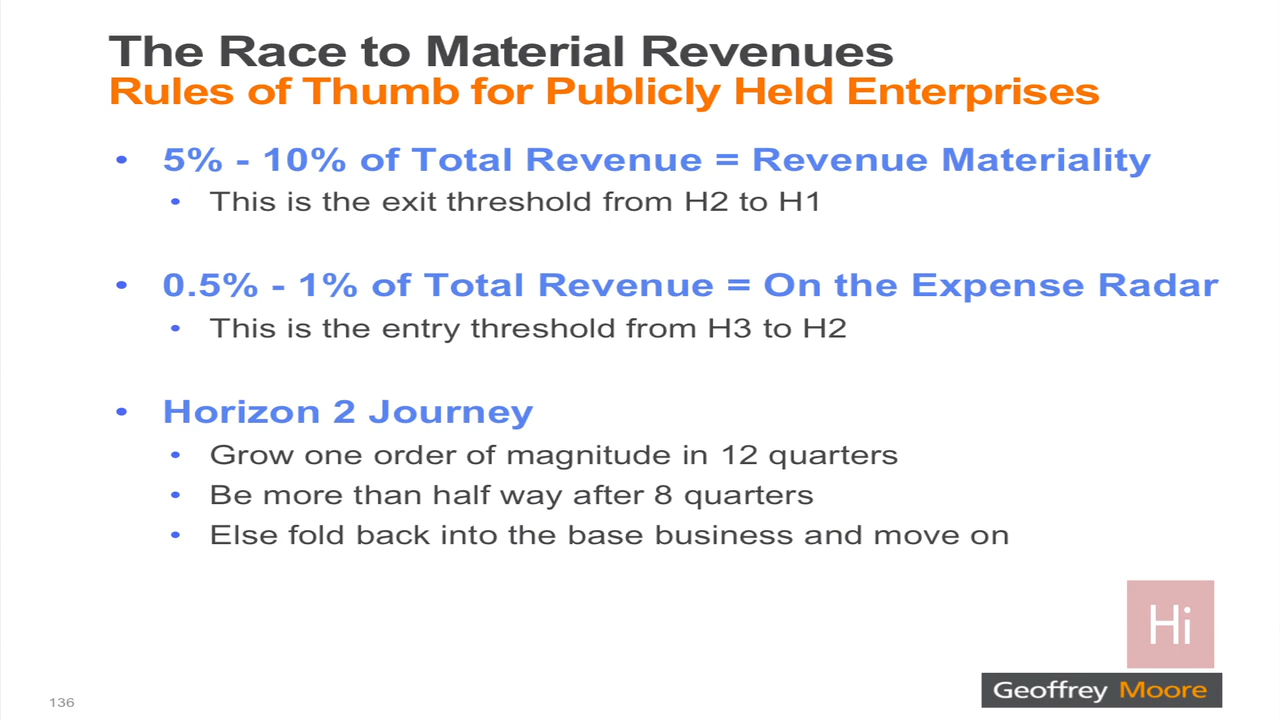 The Race to Material Revenues
Rules of Thumb for Publicly Held Enterprises
• 5% - 10% of Total Revenue = Revenue Materiality
• This is the exit threshold from H2 to H1
• 0.5% - 1% of Total Revenue = On the Expense Radar
• This is the entry threshold from H3 to H2
• Horizon 2 Journey
• Grow one order of magnitude in 12 quarters
• Be more than half way after 8 quarters
• Else fold back into the base business and move on
Hi
Geoffrey Moore
136